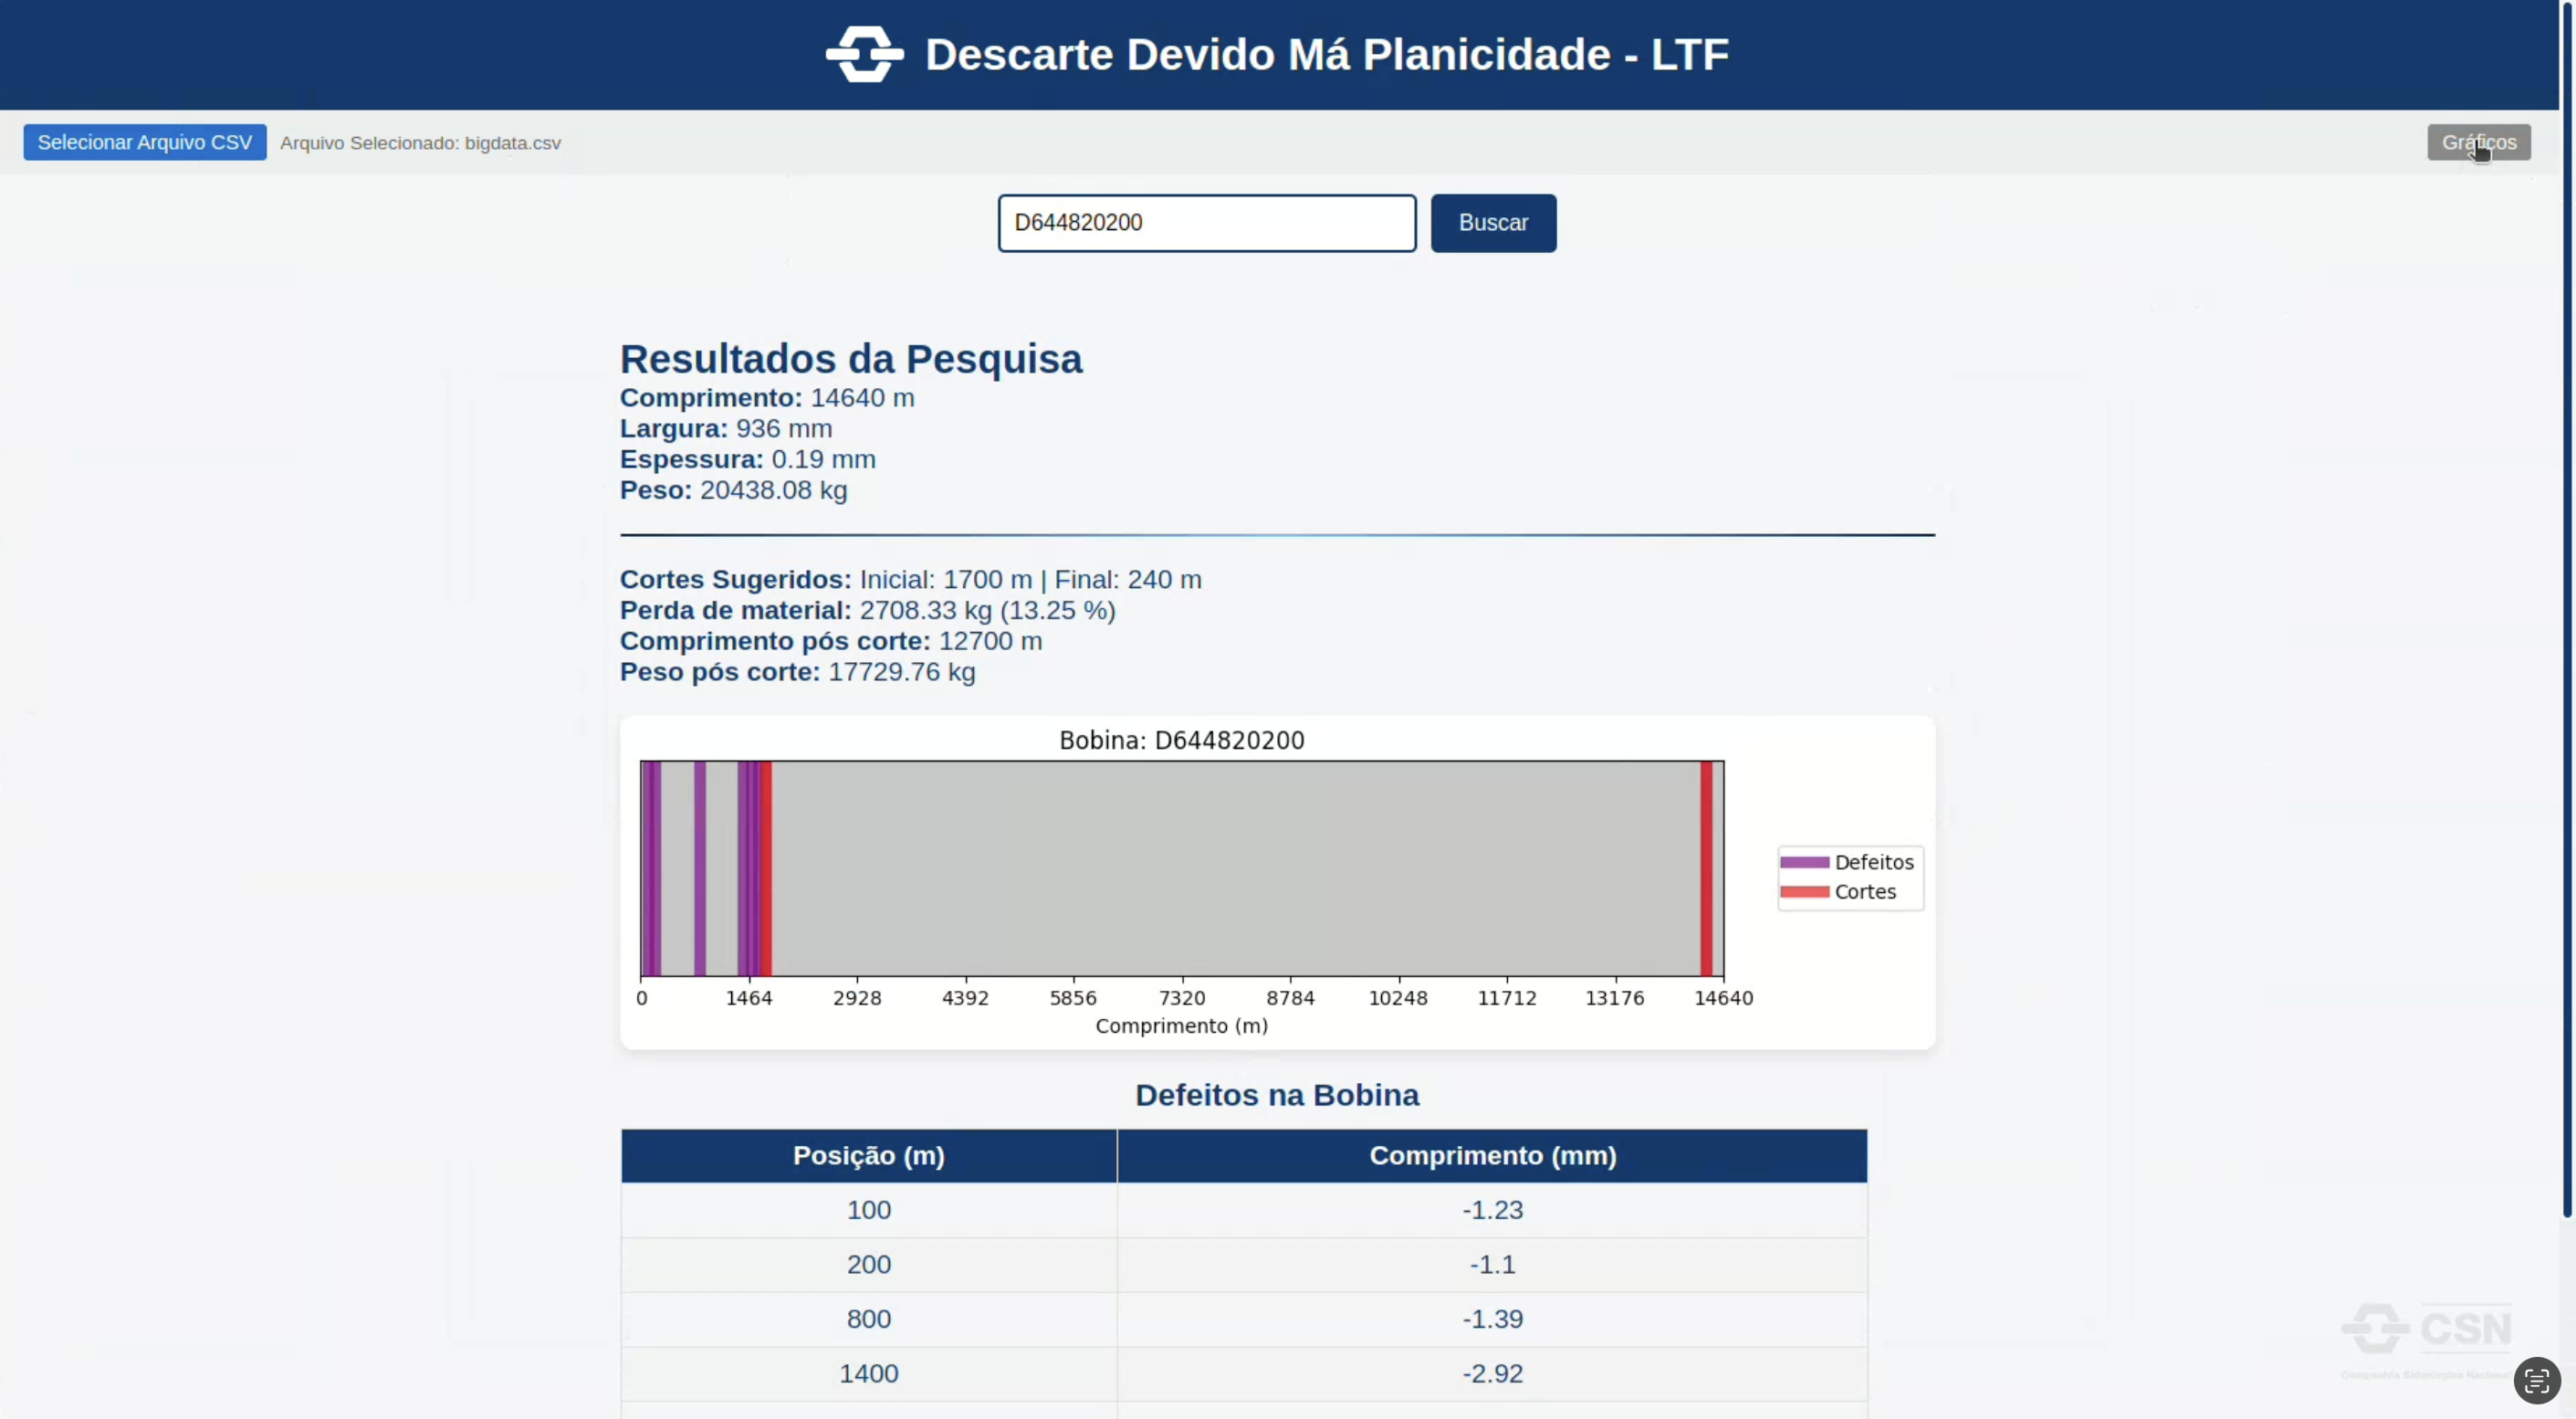 Descarte Devido Má Planicidade - LTF
Selecionar Arquivo CSV Arquivo Selecionado: bigdata.csv Gráficos
D644820200 Buscar
Resultados da Pesquisa
Comprimento: 14640 m
Largura: 936 mm
Espessura: 0.19 mm
Peso: 20438.08 kg
Cortes Sugeridos: Inicial: 1700 m | Final: 240 m
Perda de material: 2708.33 kg (13.25 %)
Comprimento pós corte: 12700 m
Peso pós corte: 17729.76 kg
Bobina: D644820200
Defeitos
Cortes
0 1464 2928 4392 5856 7320 8784 10248 11712 13176 14640
Comprimento (m)
Defeitos na Bobina
Posição (m) Comprimento (mm)
100 -1.23
200 -1.1
800 -1.39
1400 -2.92
CSN
Companhia Siderúrgica